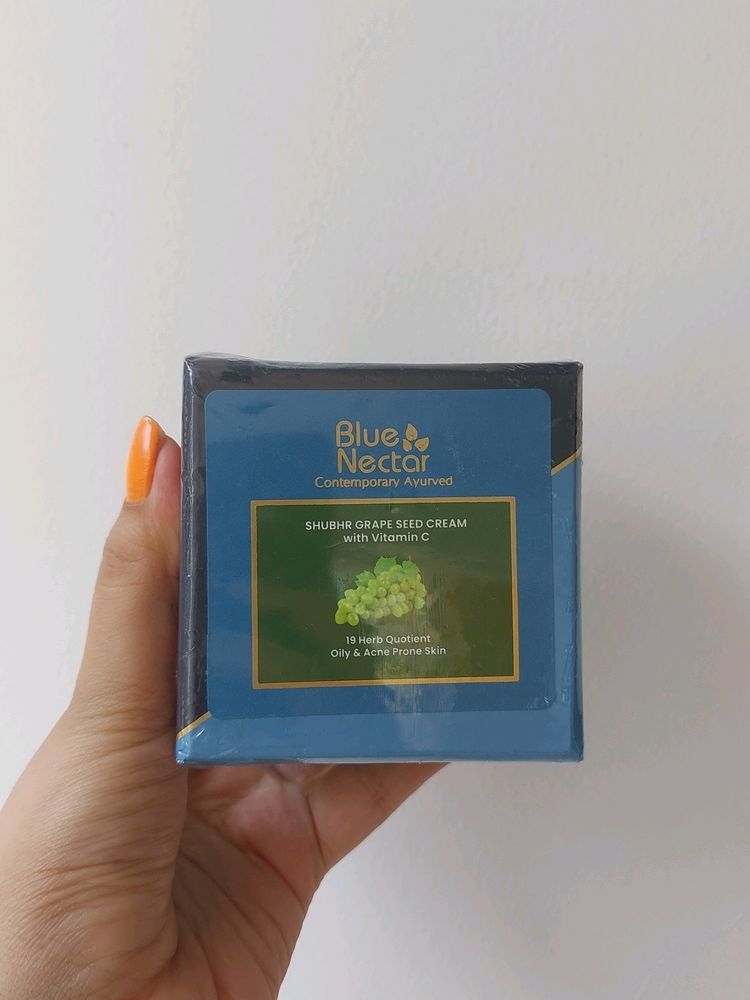 Blue
Nectar
Contemporary Ayurved
SHUBHR GRAPE SEED CREAM
with Vitamin C
19 Herb Quotient
Oily & Acne Prone Skin